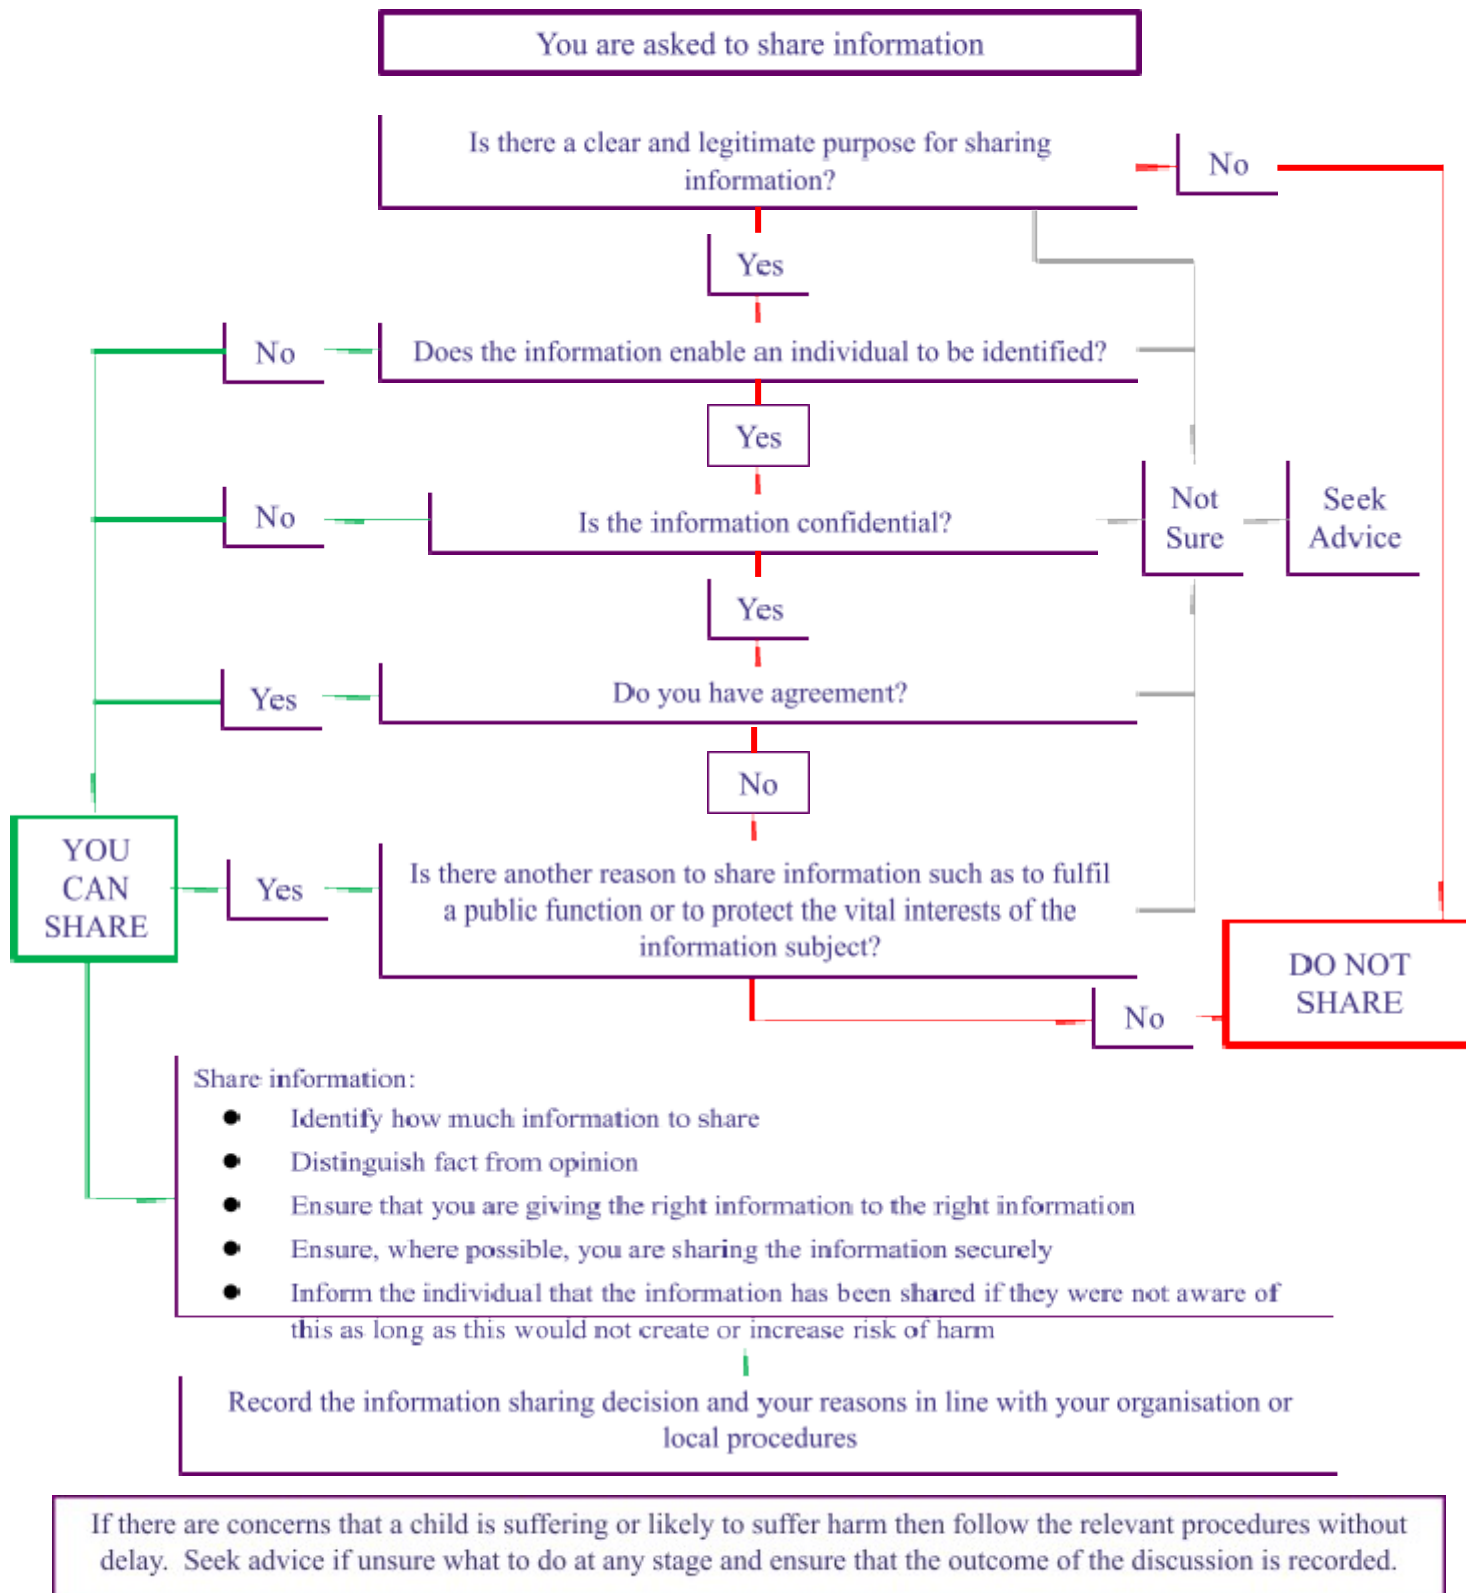 You are asked to share information
Is there a clear and legitimate purpose for sharing
information?
No
Yes
No
Does the information enable an individual to be identified?
Yes
No
Is the information confidential?
Not
Sure
Seek
Advice
Yes
Yes
Do you have agreement?
No
YOU
CAN
SHARE
Yes
Is there another reason to share information such as to fulfil
a public function or to protect the vital interests of the
information subject?
DO NOT
SHARE
No
Share information:
● Identify how much information to share
● Distinguish fact from opinion
● Ensure that you are giving the right information to the right information
● Ensure, where possible, you are sharing the information securely
● Inform the individual that the information has been shared if they were not aware of
this as long as this would not create or increase risk of harm
Record the information sharing decision and your reasons in line with your organisation or
local procedures
If there are concerns that a child is suffering or likely to suffer harm then follow the relevant procedures without
delay.  Seek advice if unsure what to do at any stage and ensure that the outcome of the discussion is recorded.